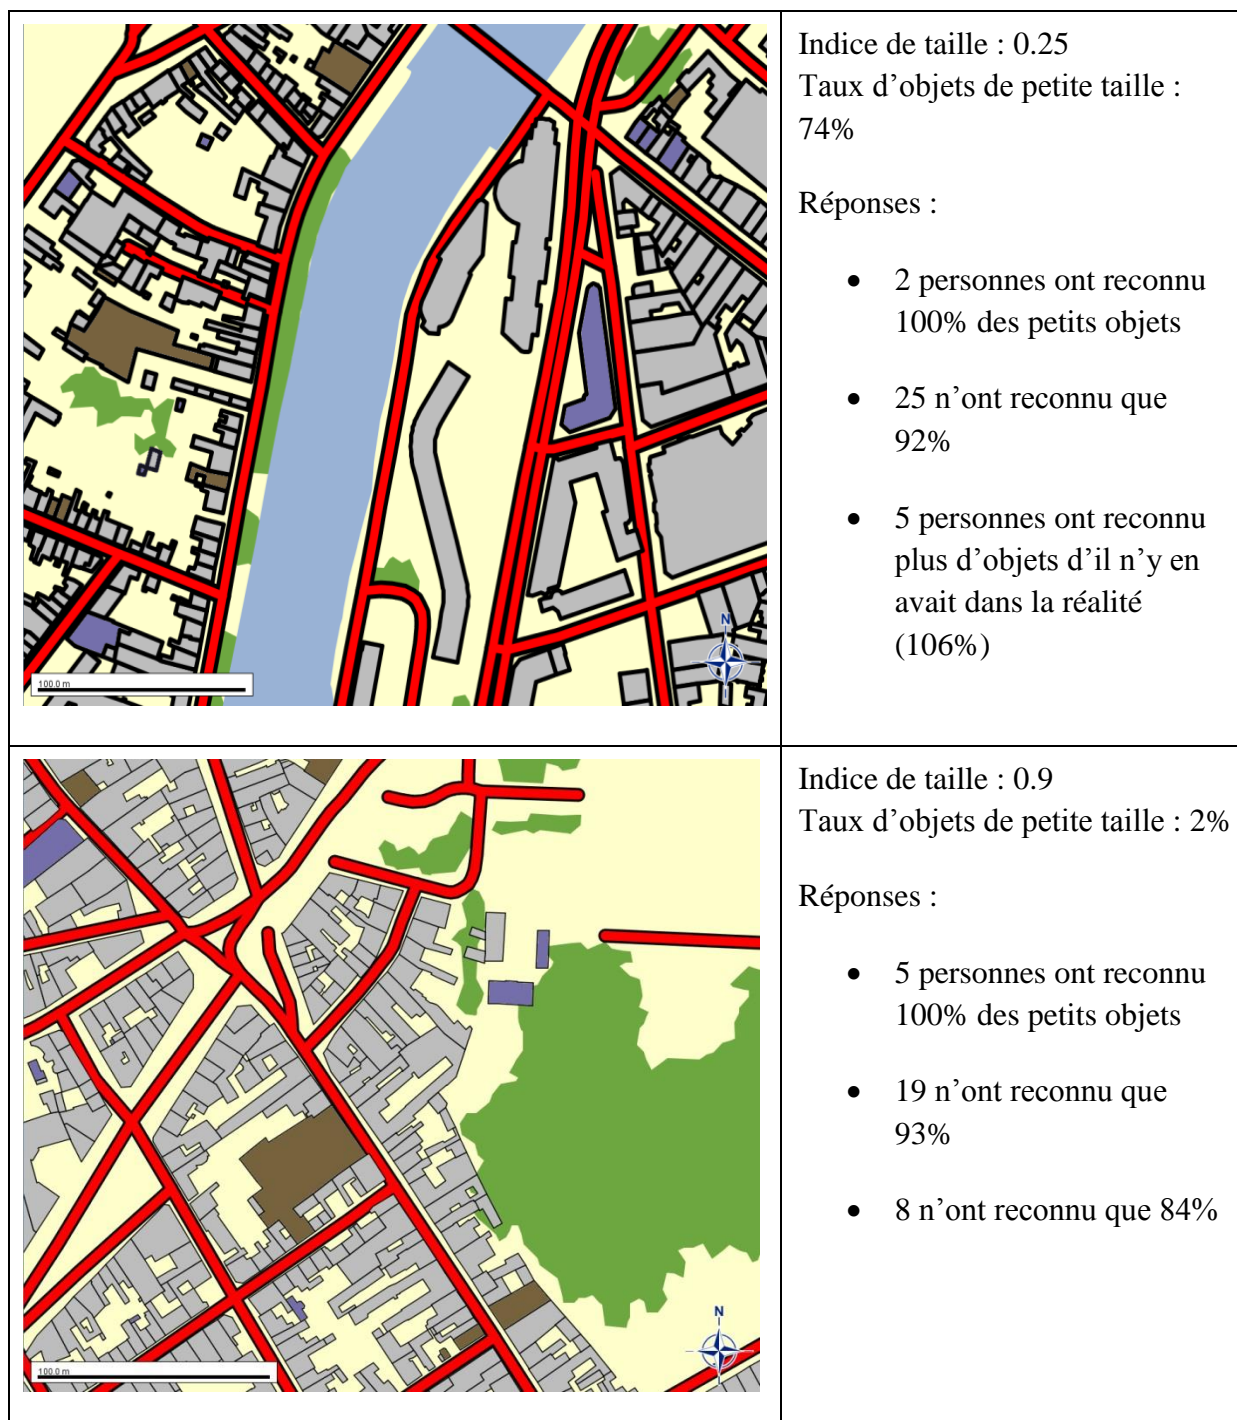 N
100.0 m
Indice de taille : 0.25
Taux d’objets de petite taille :
74%
Réponses :
• 2 personnes ont reconnu
100% des petits objets
• 25 n’ont reconnu que
92%
• 5 personnes ont reconnu
plus d’objets d’il n’y en
avait dans la réalité
(106%)
N
100.0 m
Indice de taille : 0.9
Taux d’objets de petite taille : 2%
Réponses :
• 5 personnes ont reconnu
100% des petits objets
• 19 n’ont reconnu que
93%
• 8 n’ont reconnu que 84%